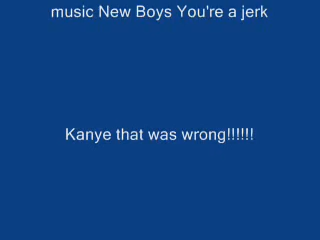 music New Boys You're a jerk
Kanye that was wrong!!!!!!